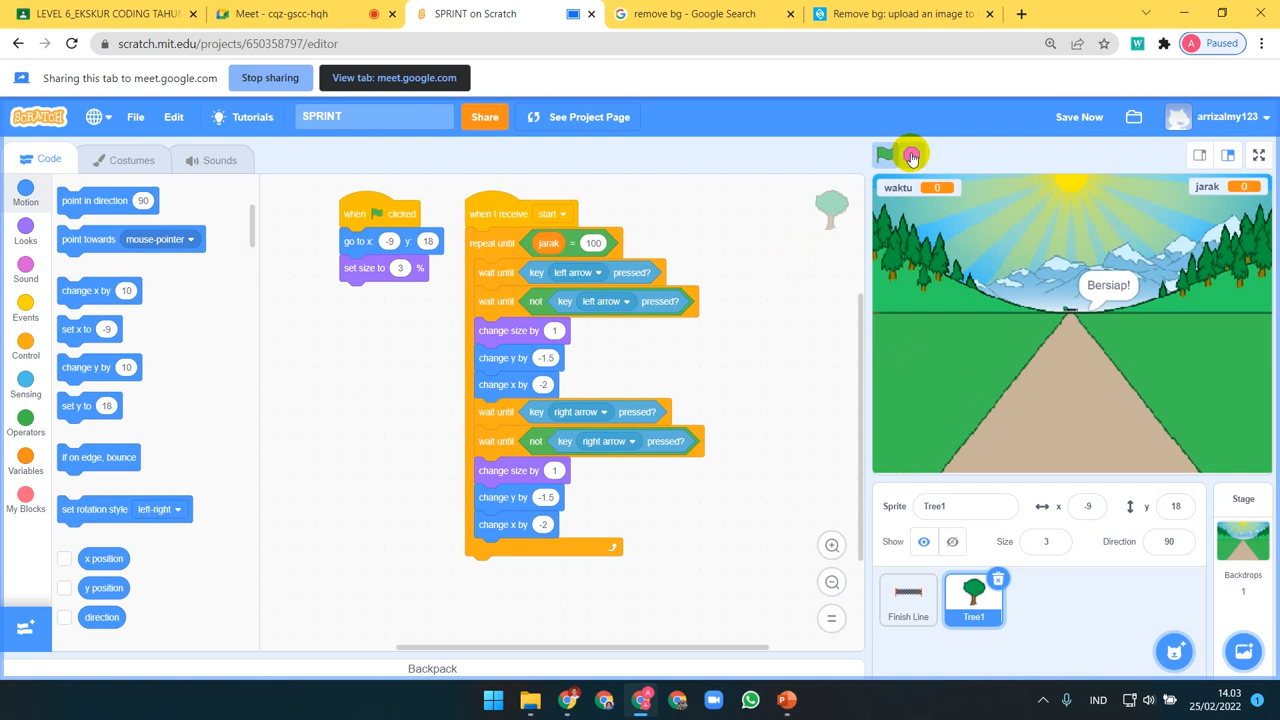 LEVEL 6_EKSKUR CODING TAHUN
Meet - cqz-gscc-hqh
SPRINT on Scratch
remove bg - Google Search
Remove bg: upload an image to
scratch.mit.edu/projects/650358797/editor
W
A
Paused
Sharing this tab to meet.google.com
Stop sharing
View tab: meet.google.com
SCRATCH
File
Edit
Tutorials
SPRINT
Share
See Project Page
Save Now
arrizalmy123
Code
Costumes
Sounds
Motion
Looks
Sound
Events
Control
Sensing
Operators
Variables
My Blocks
point in direction 90
point towards mouse-pointer
change x by 10
set x to -9
change y by 10
set y to 18
if on edge, bounce
set rotation style left-right
x position
y position
direction
when clicked
go to x: -9 y: 18
set size to 3 %
when I receive start
repeat until jarak = 100
wait until key left arrow pressed?
wait until not key left arrow pressed?
change size by 1
change y by -1.5
change x by -2
wait until key right arrow pressed?
wait until not key right arrow pressed?
change size by 1
change y by -1.5
change x by -2
Backpack
waktu 0
jarak 0
Bersiap!
Sprite Tree1 x -9 y 18
Show Size 3 Direction 90
Finish Line
Tree1
Stage
Backdrops
1
IND
14.03
25/02/2022
1